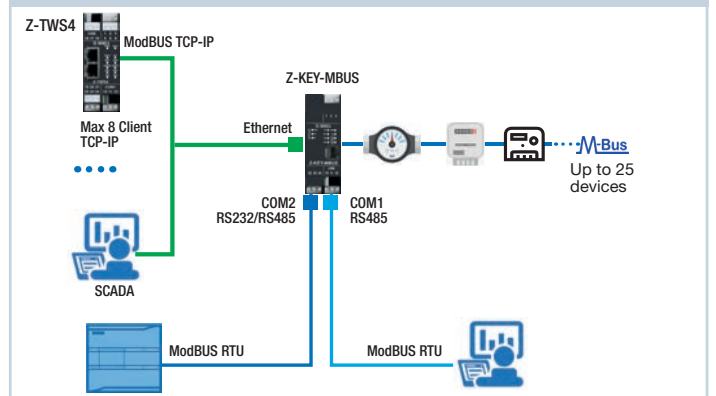 Z-TWS4
ModBUS TCP-IP
Z-KEY-MBUS
Max 8 Client
TCP-IP
Ethernet
M-Bus
Up to 25
devices
COM2
RS232/RS485
COM1
RS485
SCADA
ModBUS RTU
ModBUS RTU